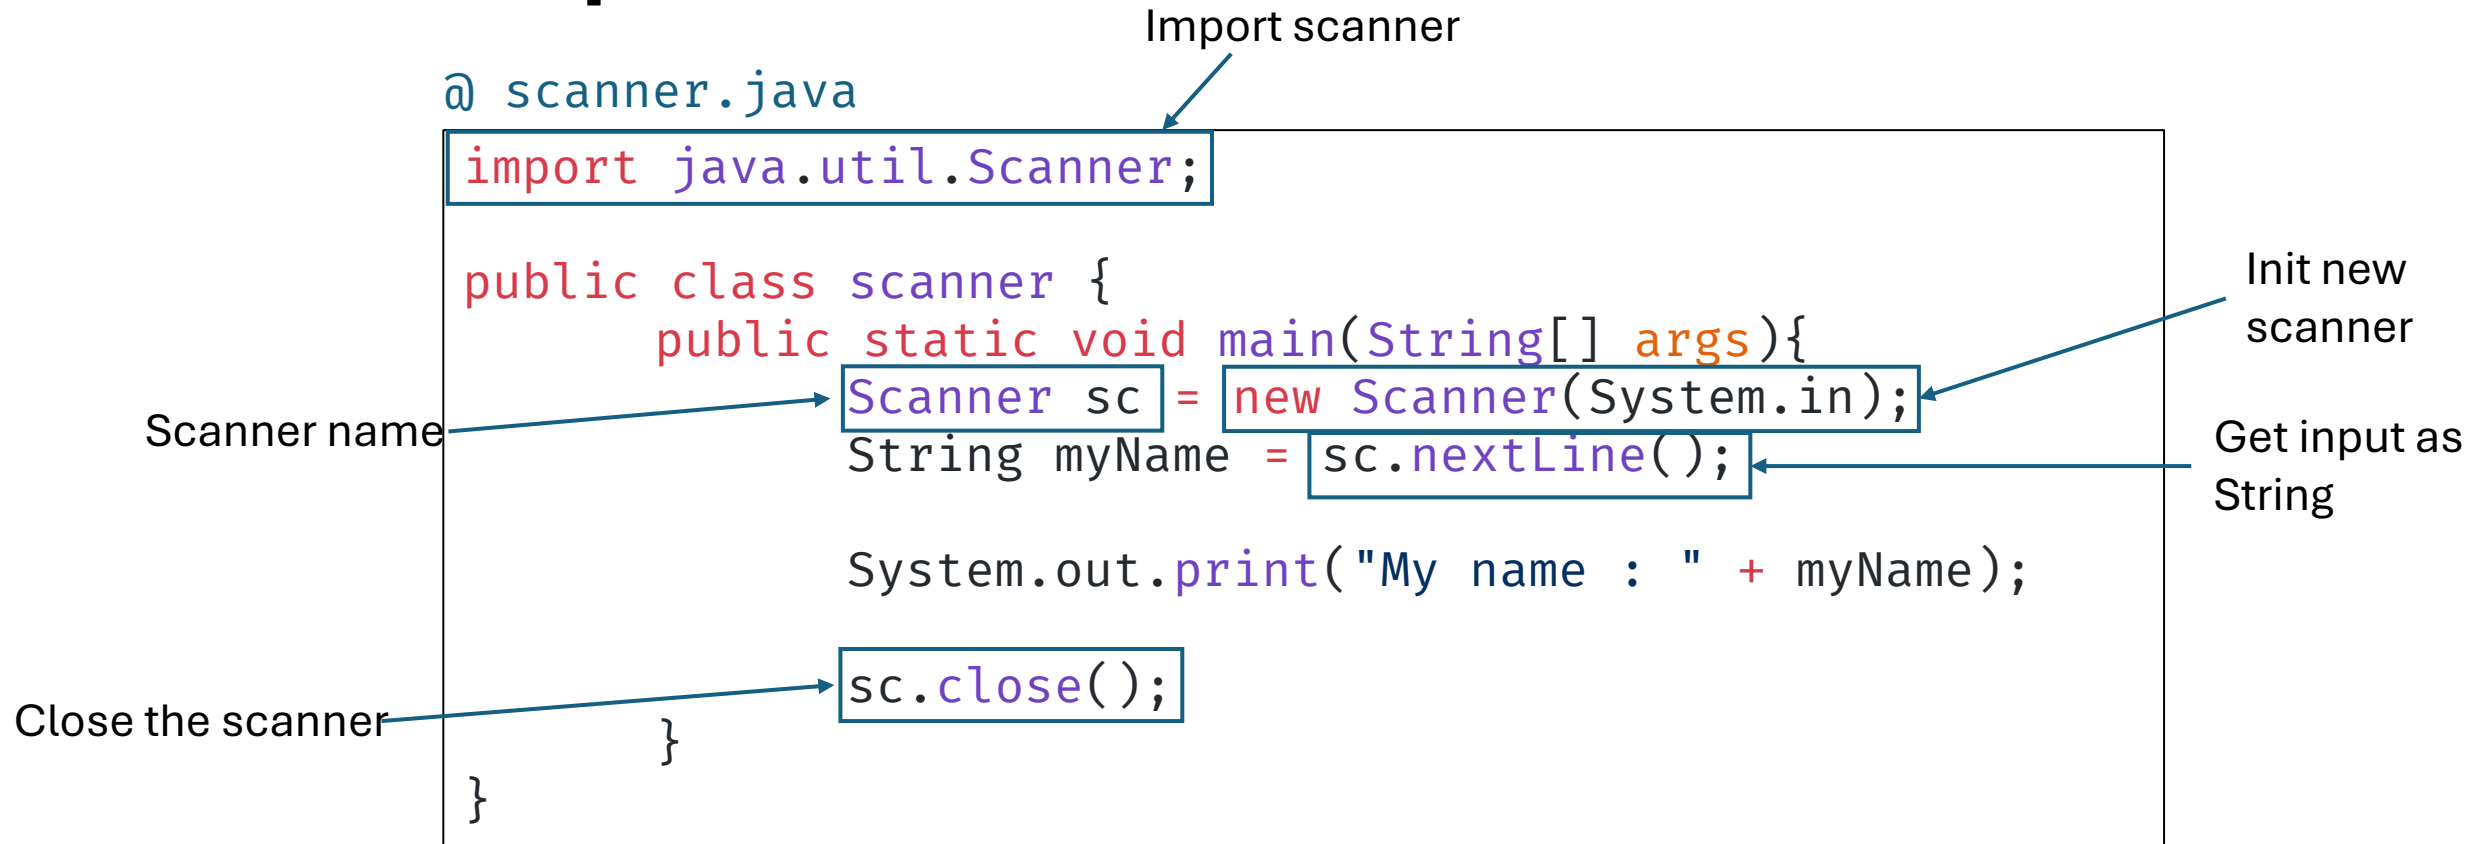 Import scanner
@ scanner.java
import java.util.Scanner;
public class scanner {
public static void main(String[] args){
Scanner sc = new Scanner(System.in);
String myName = sc.nextLine();
System.out.print("My name : " + myName);
sc.close();
}
}
Scanner name
Close the scanner
Init new
scanner
Get input as
String